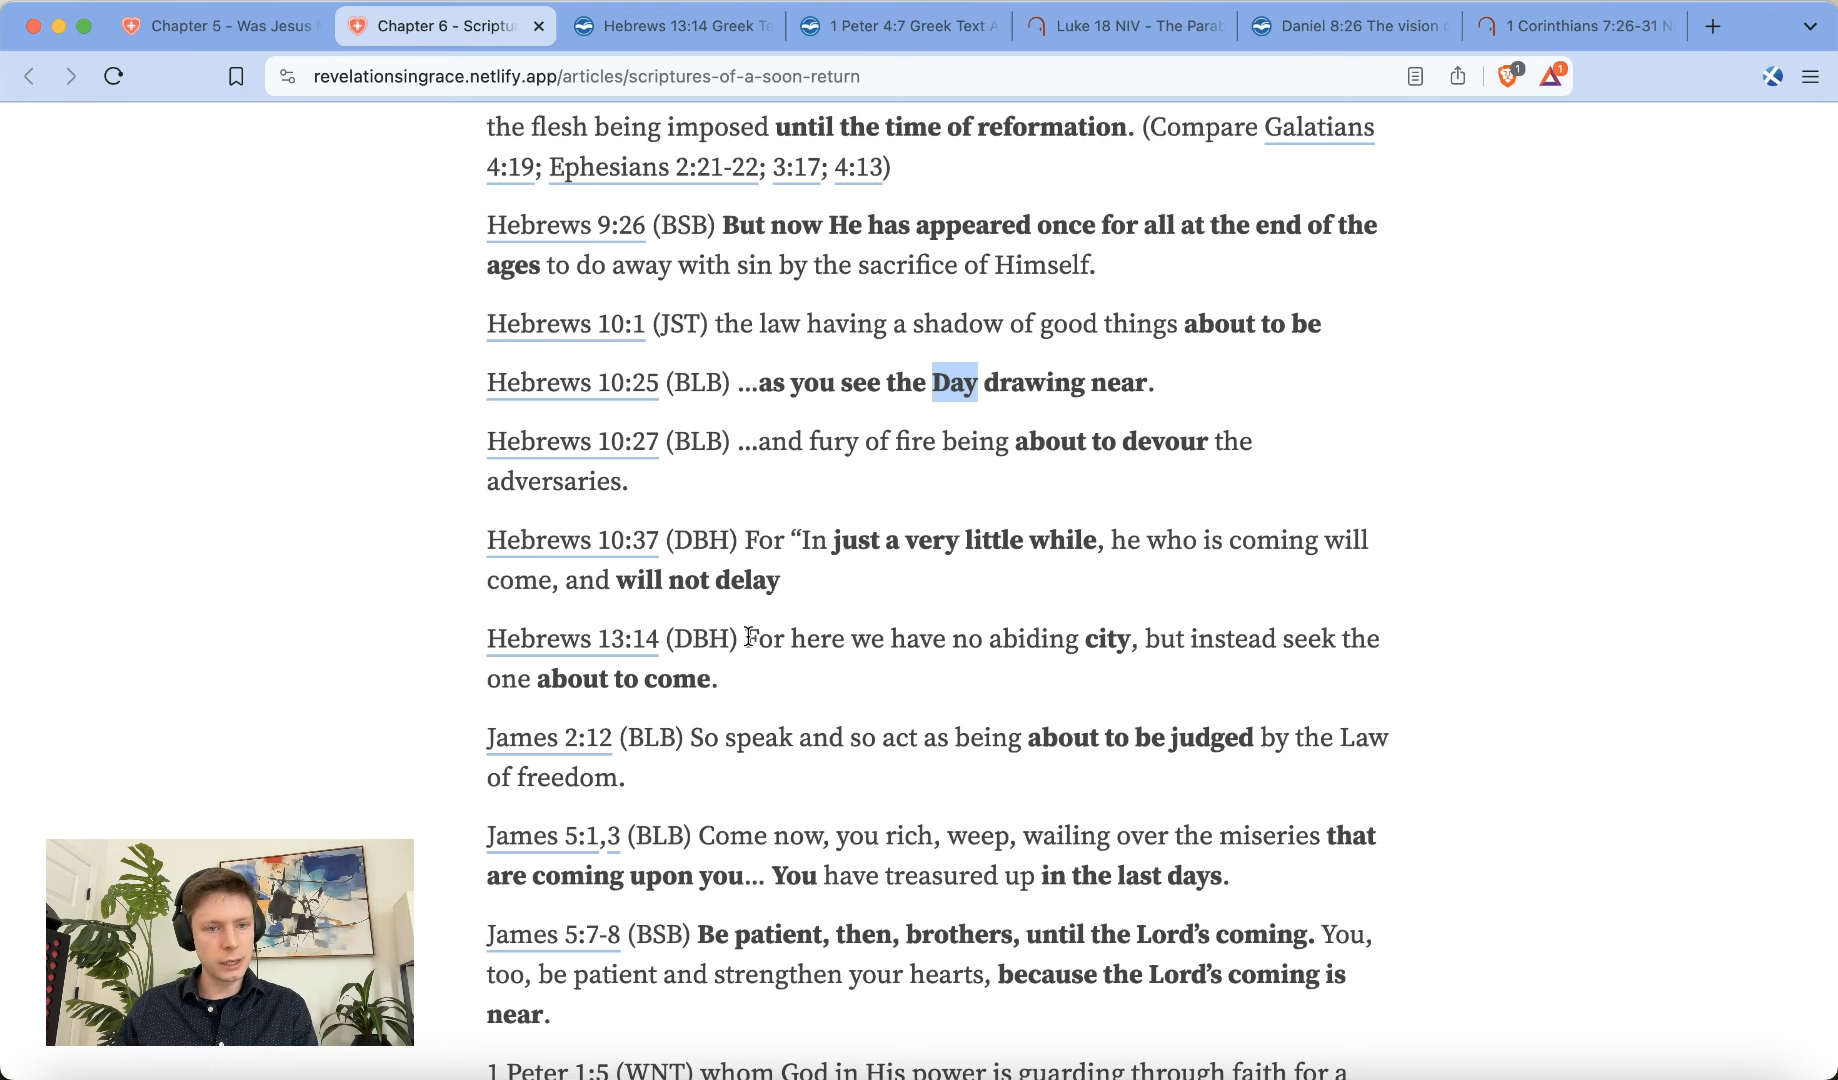 Chapter 5 - Was Jesus
Chapter 6 - Scriptur
Hebrews 13:14 Greek Te
1 Peter 4:7 Greek Text A
Luke 18 NIV - The Parab
Daniel 8:26 The vision o
1 Corinthians 7:26-31 N
revelationsingrace.netlify.app/articles/scriptures-of-a-soon-return
1
1
the flesh being imposed until the time of reformation. (Compare Galatians
4:19; Ephesians 2:21-22; 3:17; 4:13)
Hebrews 9:26 (BSB) But now He has appeared once for all at the end of the
ages to do away with sin by the sacrifice of Himself.
Hebrews 10:1 (JST) the law having a shadow of good things about to be
Hebrews 10:25 (BLB) ...as you see the Day drawing near.
Hebrews 10:27 (BLB) ...and fury of fire being about to devour the
adversaries.
Hebrews 10:37 (DBH) For “In just a very little while, he who is coming will
come, and will not delay
Hebrews 13:14 (DBH) For here we have no abiding city, but instead seek the
one about to come.
James 2:12 (BLB) So speak and so act as being about to be judged by the Law
of freedom.
James 5:1,3 (BLB) Come now, you rich, weep, wailing over the miseries that
are coming upon you... You have treasured up in the last days.
James 5:7-8 (BSB) Be patient, then, brothers, until the Lord’s coming. You,
too, be patient and strengthen your hearts, because the Lord’s coming is
near.
1 Peter 1:5 (WNT) whom God in His power is guarding through faith for a